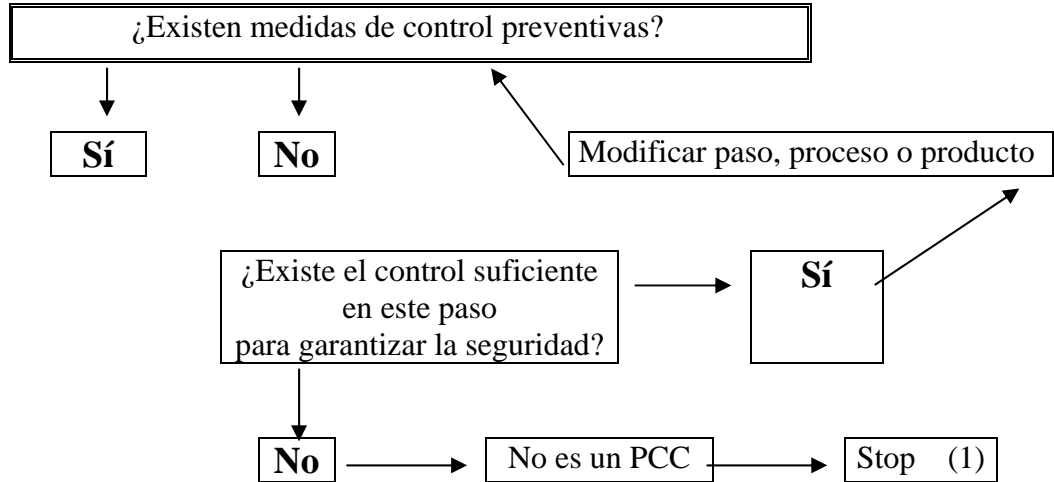 ¿Existen medidas de control preventivas?
Sí
No
Modificar paso, proceso o producto
¿Existe el control suficiente
en este paso
para garantizar la seguridad?
Sí
No
No es un PCC
Stop (1)